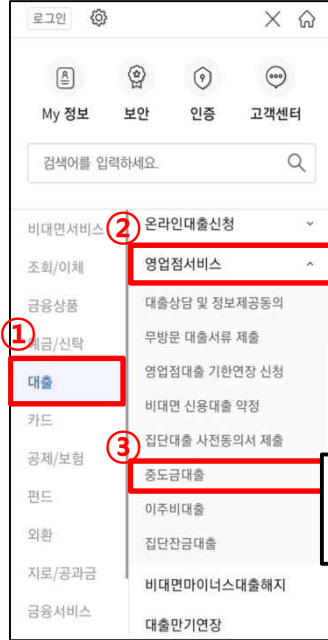 로그인
My 정보 보안 인증 고객센터
검색어를 입력하세요.
비대면서비스
조회/이체
금융상품
①
예금/신탁
대출
카드
공제/보험
펀드
외환
지로/공과금
금융서비스
②
온라인대출신청
영업점서비스
대출상담 및 정보제공동의
무방문 대출서류 제출
영업점대출 기한연장 신청
비대면 신용대출 약정
③
집단대출 사전동의서 제출
중도금대출
이주비대출
집단잔금대출
비대면마이너스대출해지
대출만기연장